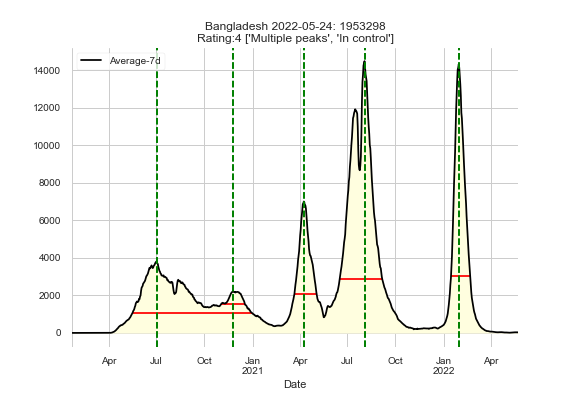 Bangladesh 2022-05-24: 1953298
Rating:4 ['Multiple peaks', 'In control']
Average-7d
14000
12000
10000
8000
6000
4000
2000
0
Apr Jul Oct Jan Apr Jul Oct Jan Apr
2021 2022
Date